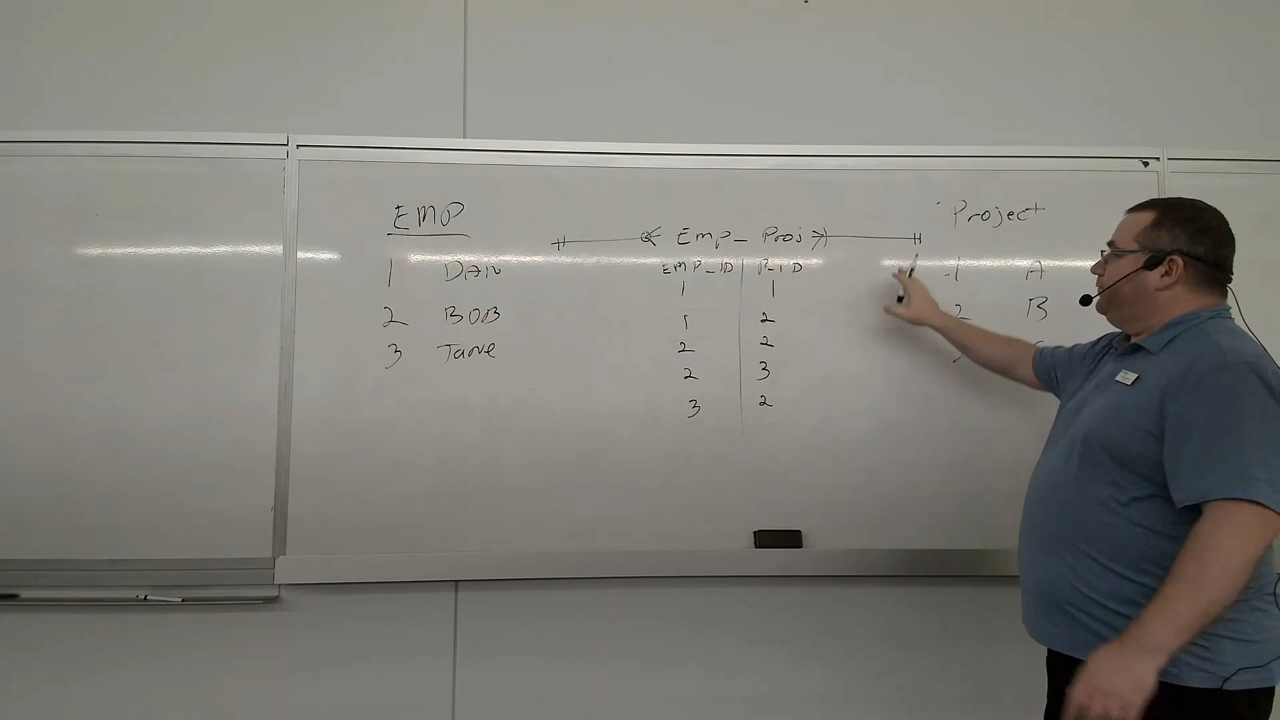 EMP
1 DAN
2 BOB
3 Jane
Emp_Proj
EMP_ID P_ID
1 1
1 2
2 2
2 3
3 2
Project
1 A
2 B